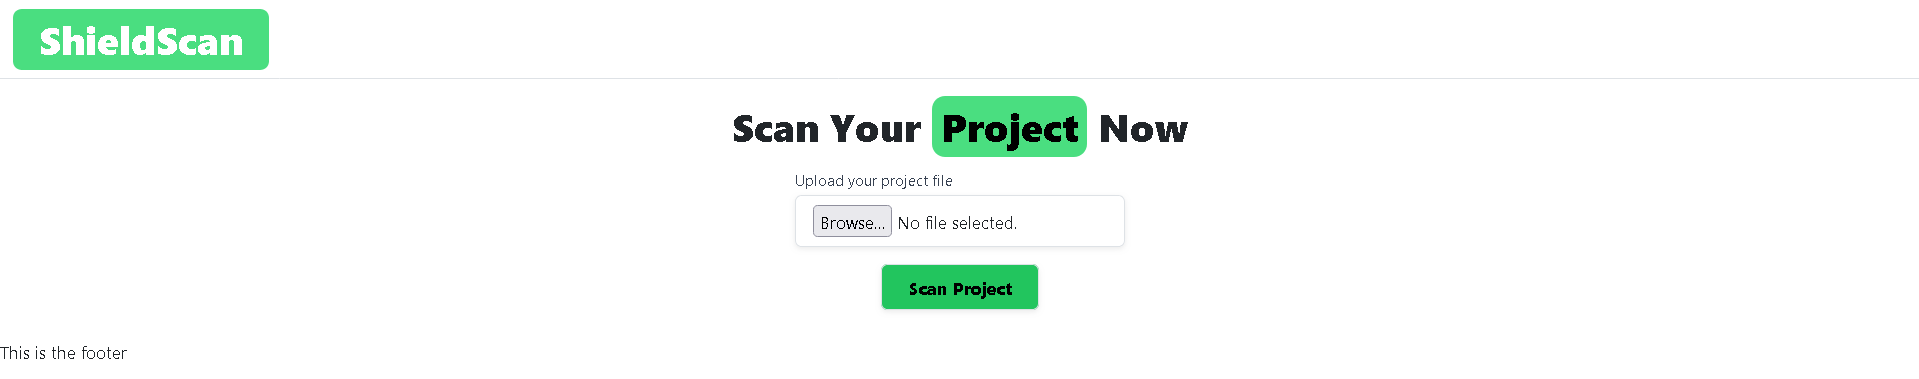 ShieldScan
Scan Your Project Now
Upload your project file
Browse... No file selected.
Scan Project
This is the footer